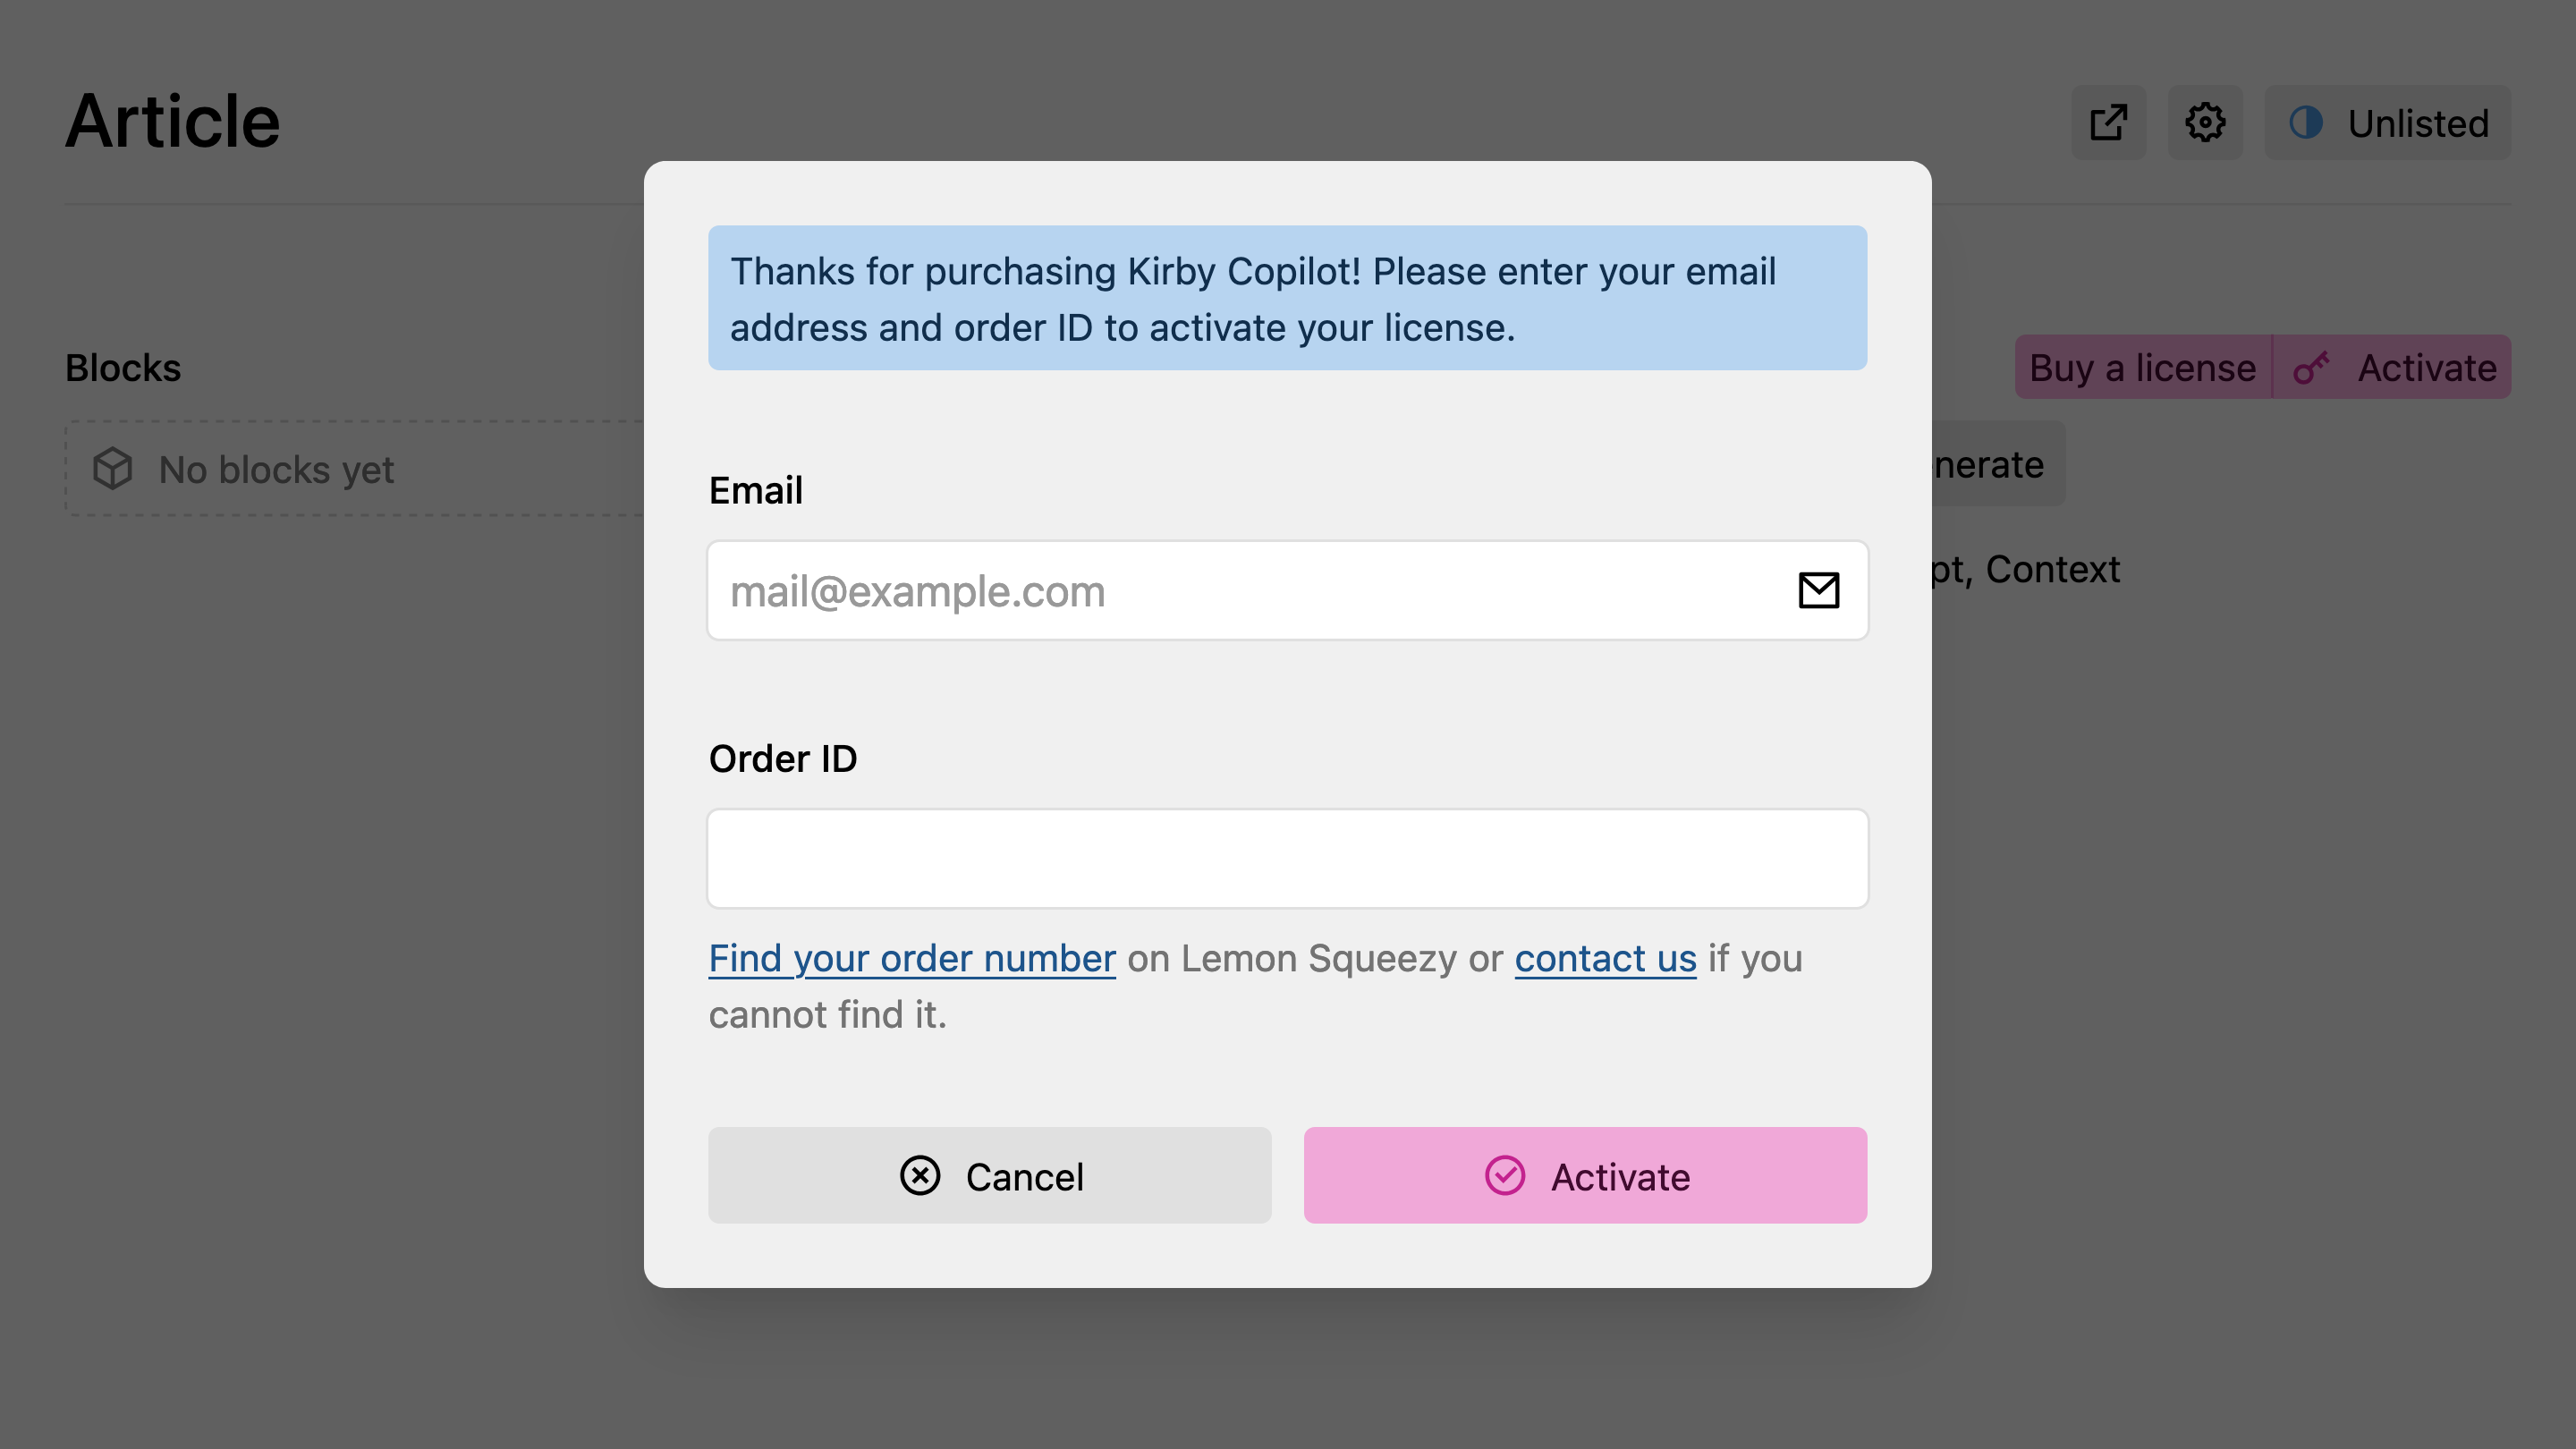 Article
Unlisted
Thanks for purchasing Kirby Copilot! Please enter your email
address and order ID to activate your license.
Blocks
Buy a license
Activate
No blocks yet
nerate
Email
mail@example.com
pt, Context
Order ID
Find your order number on Lemon Squeezy or contact us if you
cannot find it.
Cancel
Activate